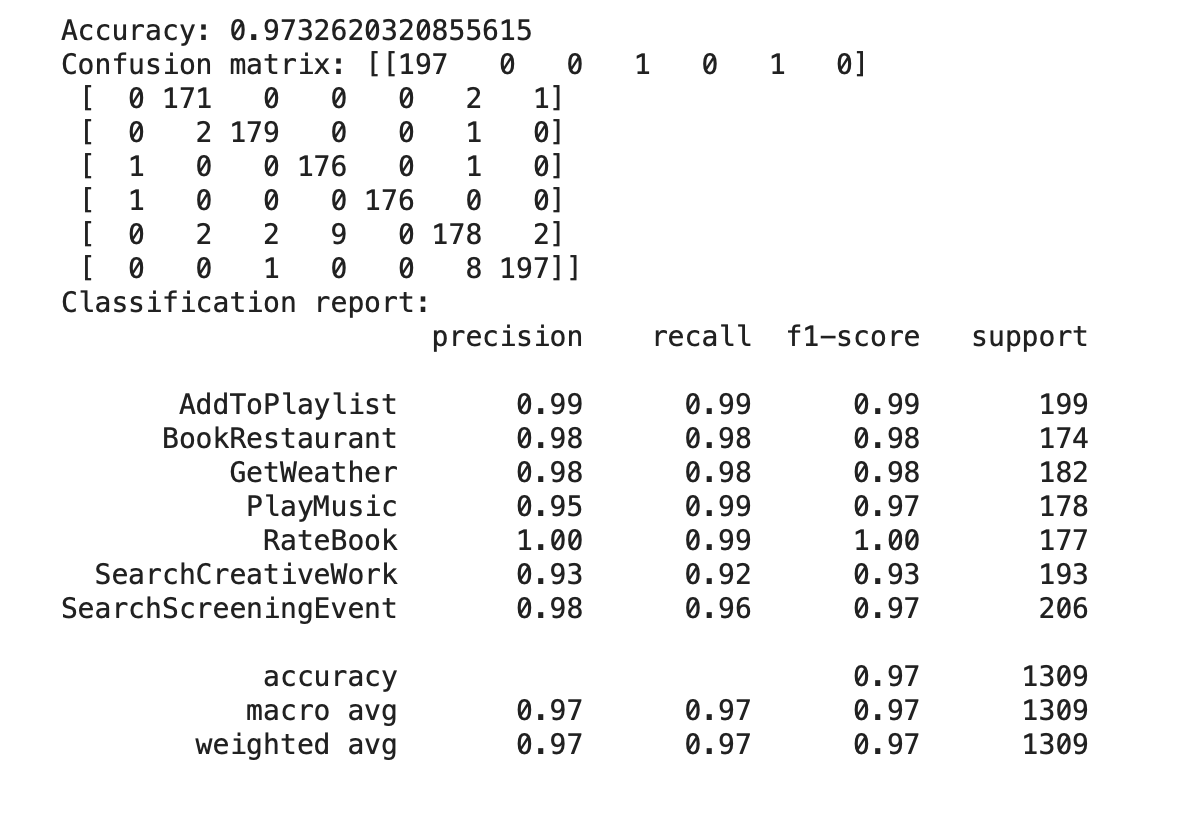 Accuracy: 0.9732620320855615
Confusion matrix: [[197   0   0   1   0   1   0]
 [  0 171   0   0   0   2   1]
 [  0   2 179   0   0   1   0]
 [  1   0   0 176   0   1   0]
 [  1   0   0   0 176   0   0]
 [  0   2   2   9   0 178   2]
 [  0   0   1   0   0   8 197]]
Classification report:
                      precision    recall  f1-score   support

       AddToPlaylist       0.99      0.99      0.99       199
      BookRestaurant       0.98      0.98      0.98       174
          GetWeather       0.98      0.98      0.98       182
           PlayMusic       0.95      0.99      0.97       178
            RateBook       1.00      0.99      1.00       177
  SearchCreativeWork       0.93      0.92      0.93       193
SearchScreeningEvent       0.98      0.96      0.97       206

            accuracy                           0.97      1309
           macro avg       0.97      0.97      0.97      1309
        weighted avg       0.97      0.97      0.97      1309